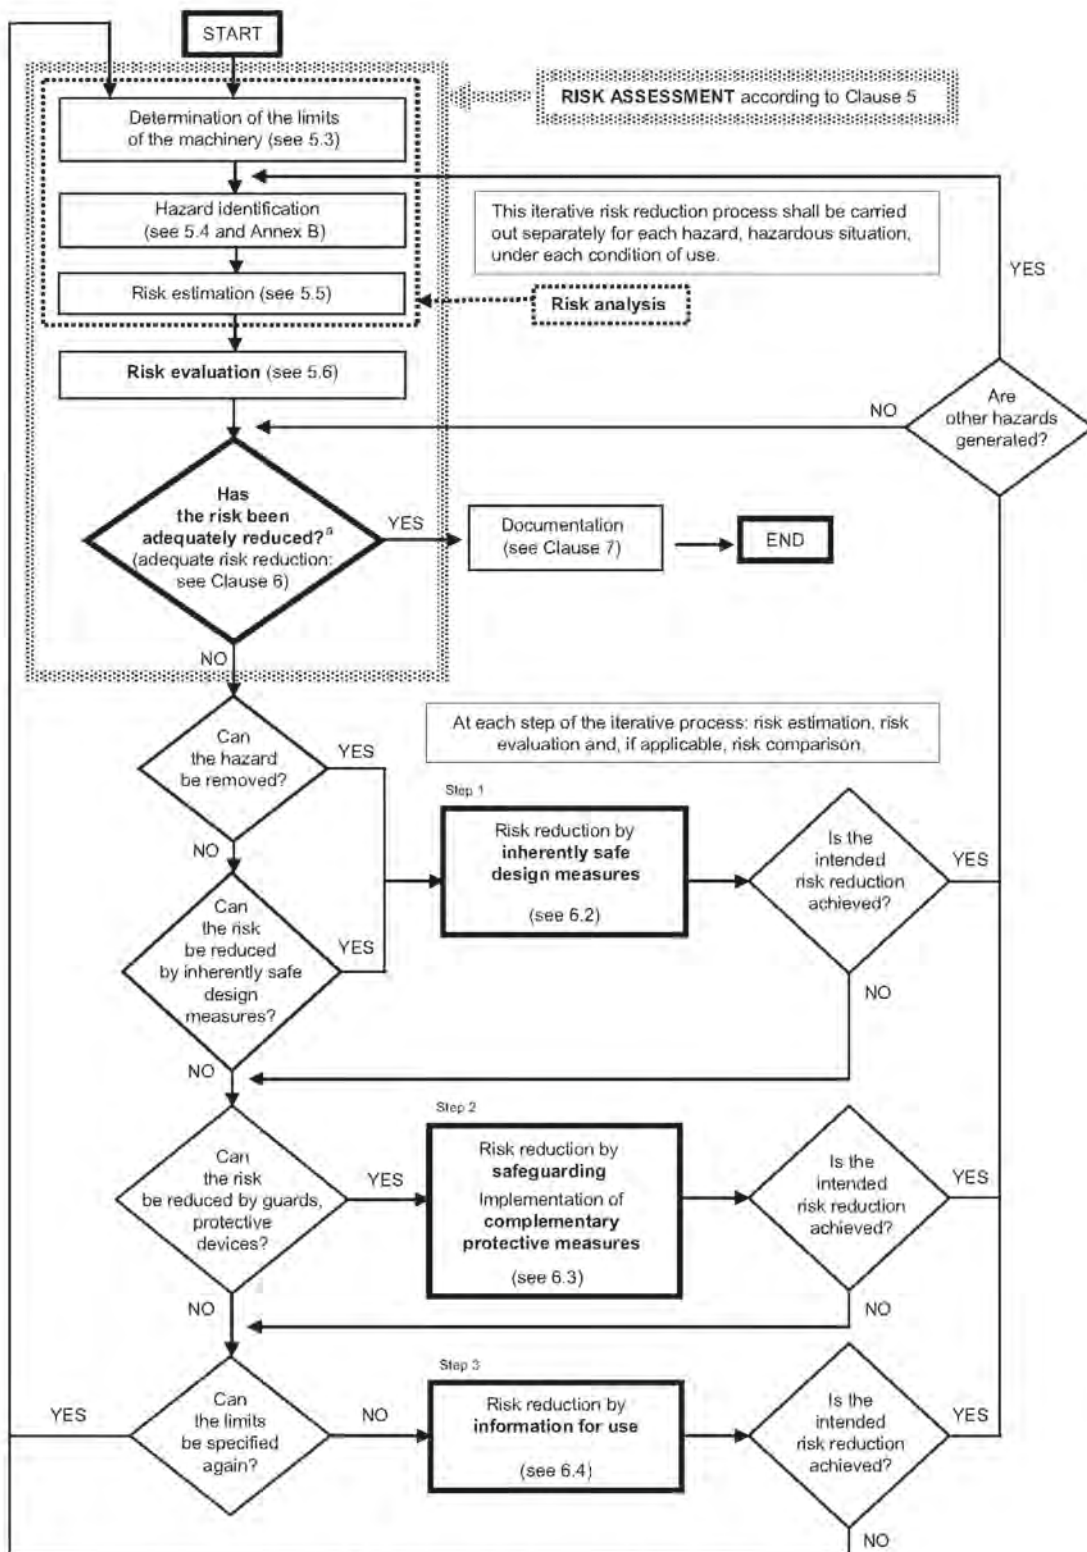 START
RISK ASSESSMENT according to Clause 5
Determination of the limits
of the machinery (see 5.3)
Hazard identification
(see 5.4 and Annex B)
This iterative risk reduction process shall be carried
out separately for each hazard, hazardous situation,
under each condition of use.
YES
Risk estimation (see 5.5)
Risk analysis
Risk evaluation (see 5.6)
NO
Are
other hazards
generated?
Has
the risk been
adequately reduced?a
(adequate risk reduction:
see Clause 6)
YES
Documentation
(see Clause 7)
END
NO
At each step of the iterative process: risk estimation, risk
evaluation and, if applicable, risk comparison.
Can
the hazard
be removed?
YES
Step 1
Risk reduction by
inherently safe
design measures
(see 6.2)
Is the
intended
risk reduction
achieved?
YES
NO
NO
Can
the risk
be reduced
by inherently safe
design
measures?
YES
NO
Step 2
Can
the risk
be reduced by guards,
protective
devices?
YES
Risk reduction by
safeguarding
Implementation of
complementary
protective measures
(see 6.3)
Is the
intended
risk reduction
achieved?
YES
NO
NO
Step 3
YES
Can
the limits
be specified
again?
NO
Risk reduction by
information for use
(see 6.4)
Is the
intended
risk reduction
achieved?
YES
NO